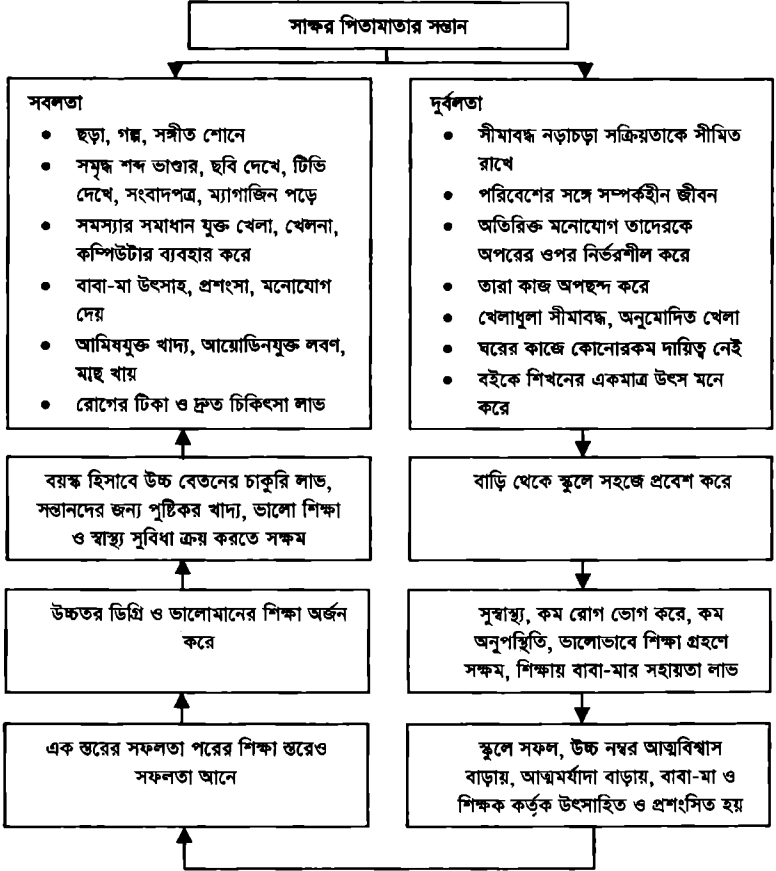 সাক্ষর পিতামাতার সন্তান
সবলতা
● ছড়া, গল্প, সঙ্গীত শোনে
● সমৃদ্ধ শব্দ ভাণ্ডার, ছবি দেখে, টিভি
দেখে, সংবাদপত্র, ম্যাগাজিন পড়ে
● সমস্যার সমাধান যুক্ত খেলা, খেলনা,
কম্পিউটার ব্যবহার করে
● বাবা-মা উৎসাহ, প্রশংসা, মনোযোগ
দেয়
● আমিষযুক্ত খাদ্য, আয়োডিনযুক্ত লবণ,
মাছ খায়
● রোগের টিকা ও দ্রুত চিকিৎসা লাভ
দুর্বলতা
● সীমাবদ্ধ নড়াচড়া সক্রিয়তাকে সীমিত
রাখে
● পরিবেশের সঙ্গে সম্পর্কহীন জীবন
● অতিরিক্ত মনোযোগ তাদেরকে
অপরের ওপর নির্ভরশীল করে
● তারা কাজ অপছন্দ করে
● খেলাধুলা সীমাবদ্ধ, অনুমোদিত খেলা
● ঘরের কাজে কোনোরকম দায়িত্ব নেই
● বইকে শিখনের একমাত্র উৎস মনে
করে
বয়স্ক হিসাবে উচ্চ বেতনের চাকুরি লাভ,
সন্তানদের জন্য পুষ্টিকর খাদ্য, ভালো শিক্ষা
ও স্বাস্থ্য সুবিধা ক্রয় করতে সক্ষম
বাড়ি থেকে স্কুলে সহজে প্রবেশ করে
উচ্চতর ডিগ্রি ও ভালোমানের শিক্ষা অর্জন
করে
সুস্বাস্থ্য, কম রোগ ভোগ করে, কম
অনুপস্থিতি, ভালোভাবে শিক্ষা গ্রহণে
সক্ষম, শিক্ষায় বাবা-মার সহায়তা লাভ
এক স্তরের সফলতা পরের শিক্ষা স্তরেও
সফলতা আনে
স্কুলে সফল, উচ্চ নম্বর আত্মবিশ্বাস
বাড়ায়, আত্মমর্যাদা বাড়ায়, বাবা-মা ও
শিক্ষক কর্তৃক উৎসাহিত ও প্রশংসিত হয়